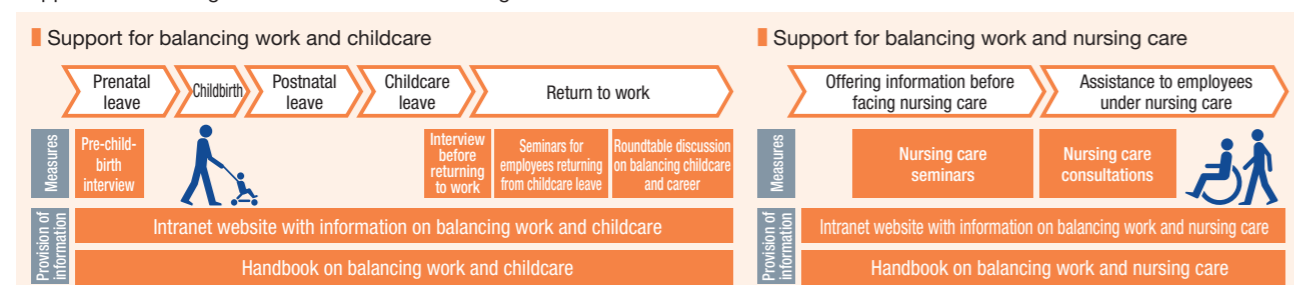 Support for balancing work and childcare
Prenatal
leave
Childbirth
Postnatal
leave
Childcare
leave
Return to work
Measures
Pre-child-
birth
interview
Interview
before
returning
to work
Seminars for
employees returning
from childcare leave
Roundtable discussion
on balancing childcare
and career
Provision of
information
Intranet website with information on balancing work and childcare
Handbook on balancing work and childcare
Support for balancing work and nursing care
Offering information before
facing nursing care
Assistance to employees
under nursing care
Measures
Nursing care
seminars
Nursing care
consultations
Provision of
information
Intranet website with information on balancing work and nursing care
Handbook on balancing work and nursing care